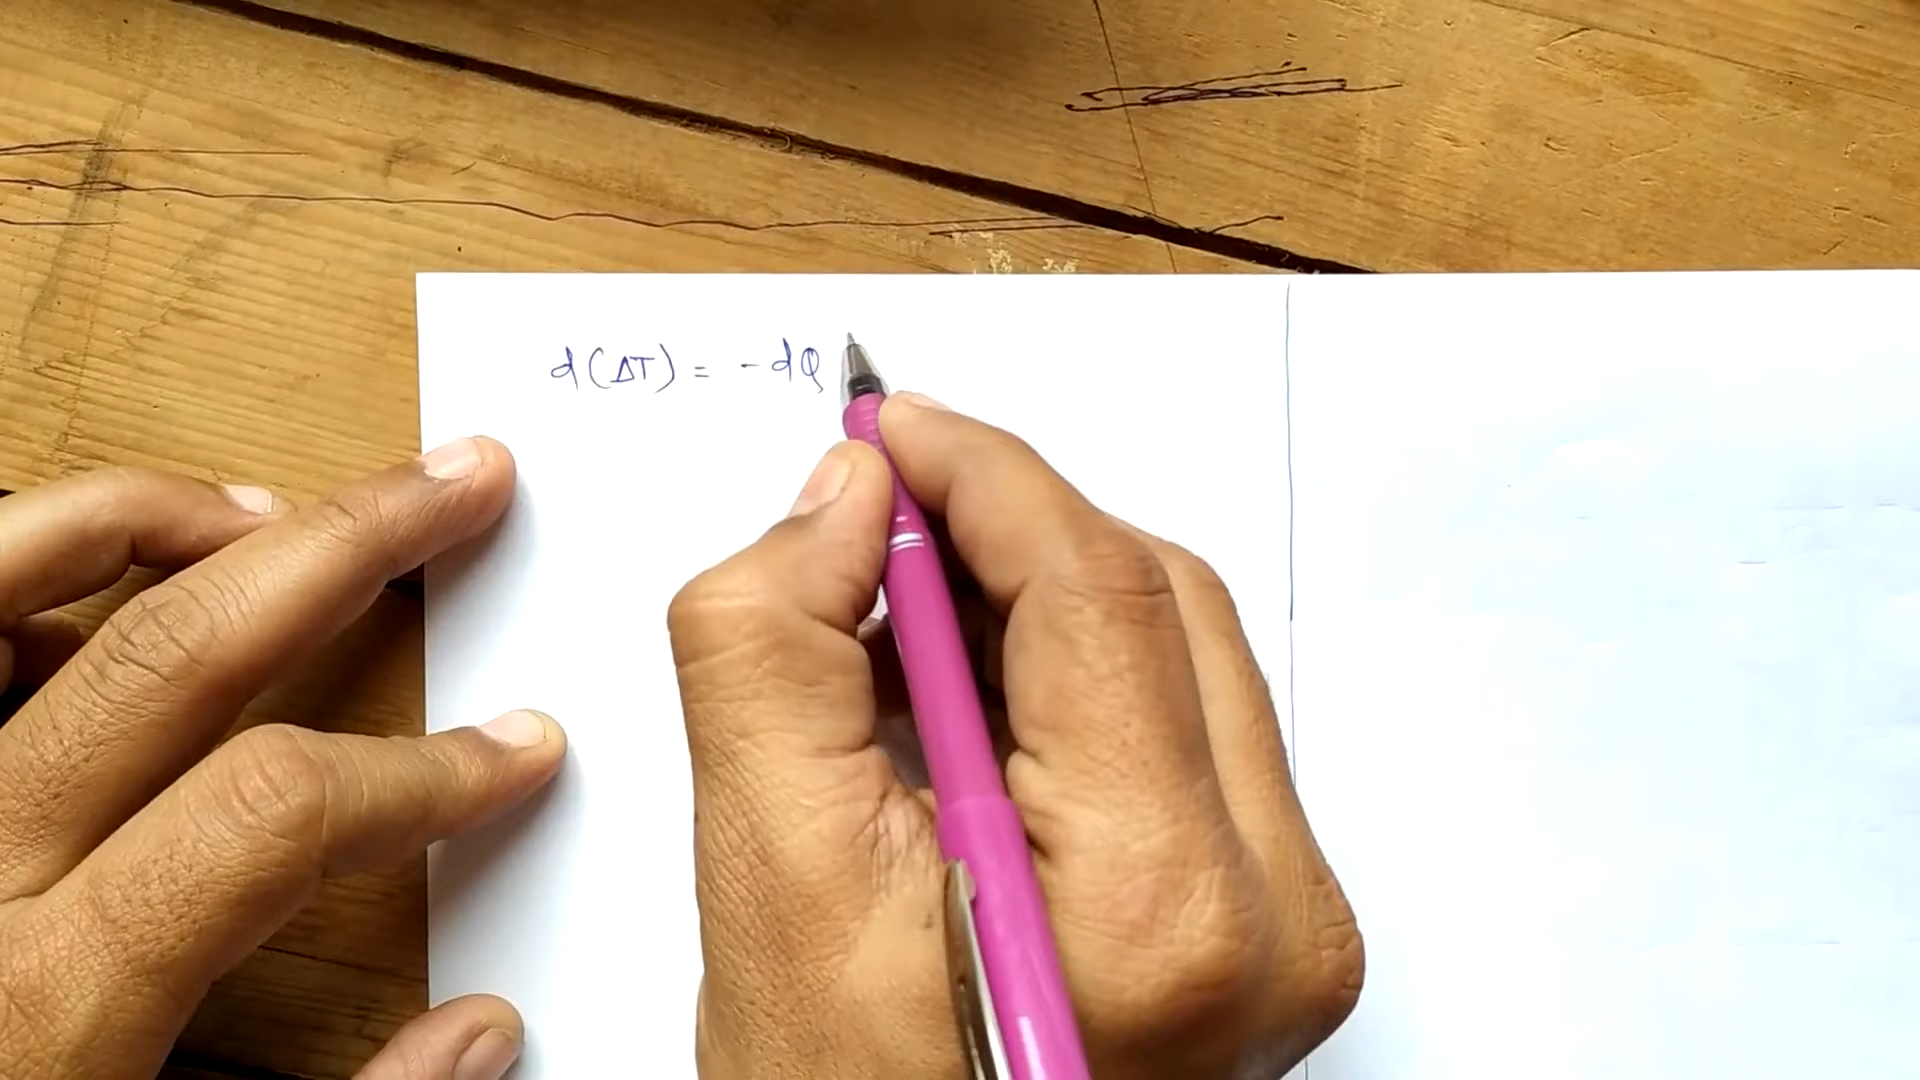 d(ΔT) = -dQ